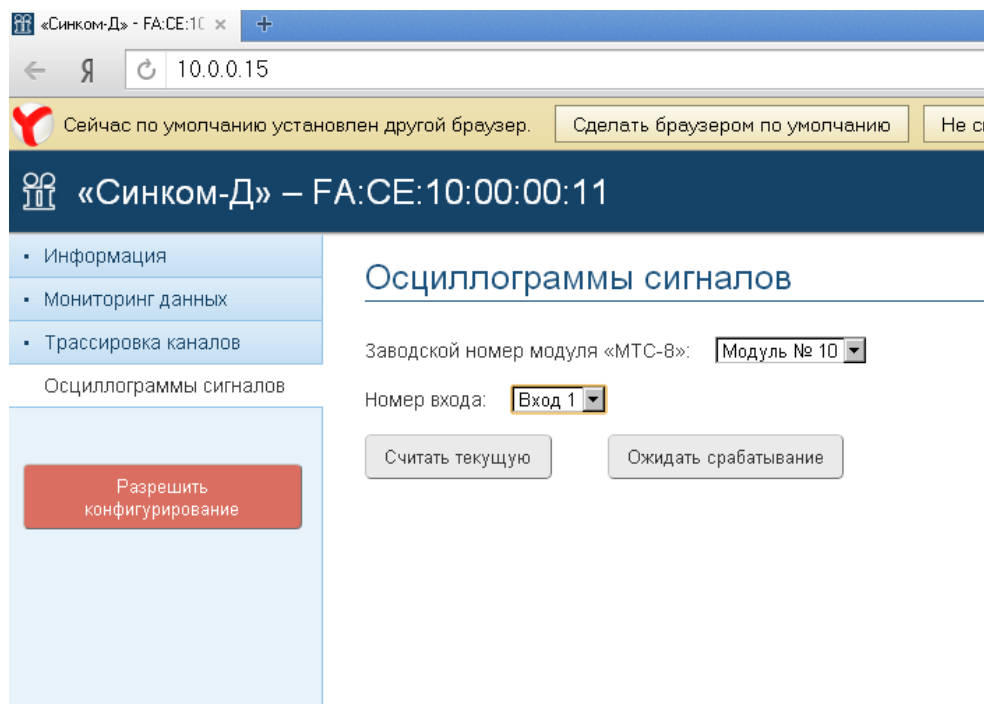 «Синком-Д» - FA:CE:1
10.0.0.15
Сейчас по умолчанию установлен другой браузер. Сделать браузером по умолчанию Не
«Синком-Д» – FA:CE:10:00:00:11
Информация
Мониторинг данных
Трассировка каналов
Осциллограммы сигналов
Разрешить
конфигурирование
Осциллограммы сигналов
Заводской номер модуля «МТС-8»: Модуль № 10
Номер входа: Вход 1
Считать текущую Ожидать срабатывание